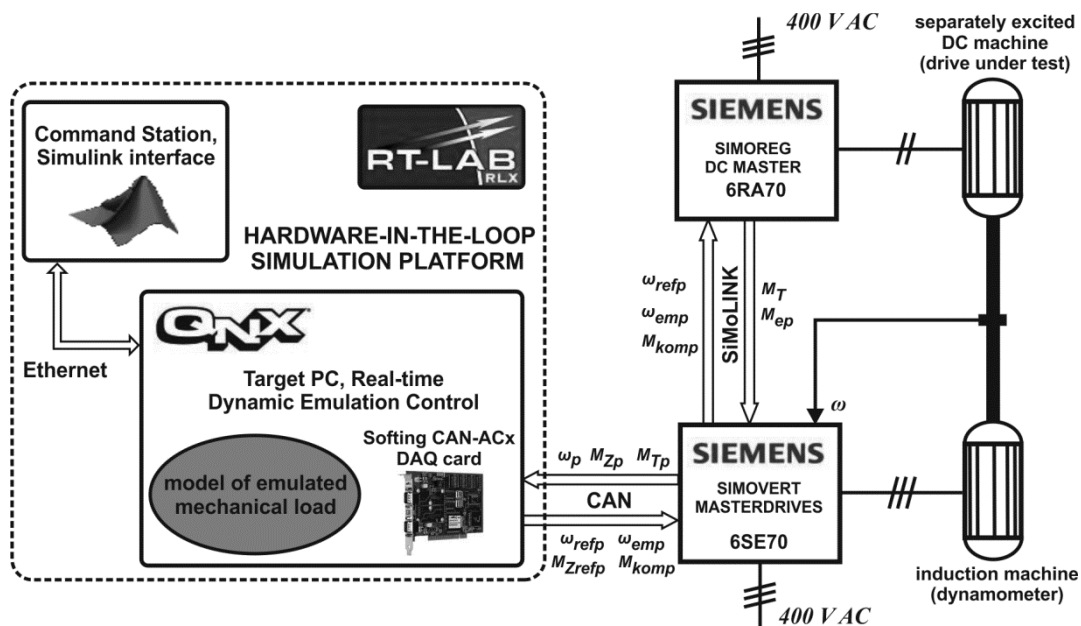 400 V AC
separately excited
DC machine
(drive under test)
Command Station,
Simulink interface
RT-LAB
RLX
HARDWARE-IN-THE-LOOP
SIMULATION PLATFORM
SIEMENS
SIMOREG
DC MASTER
6RA70
Ethernet
QNX
Target PC, Real-time
Dynamic Emulation Control
Softing CAN-ACx
DAQ card
model of emulated
mechanical load
ω_refp
ω_emp
M_komp
SiMoLINK
M_T
M_ep
ω
ω_p M_Zp M_Tp
CAN
ω_refp ω_emp
M_Zrefp M_komp
SIEMENS
SIMOVERT
MASTERDRIVES
6SE70
induction machine
(dynamometer)
400 V AC